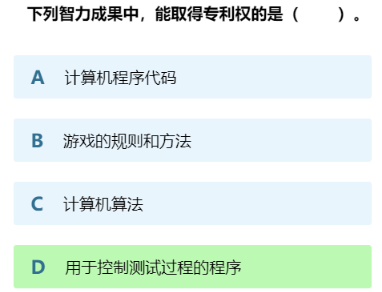 下列智力成果中，能取得专利权的是（　　）。
A 计算机程序代码
B 游戏的规则和方法
C 计算机算法
D 用于控制测试过程的程序